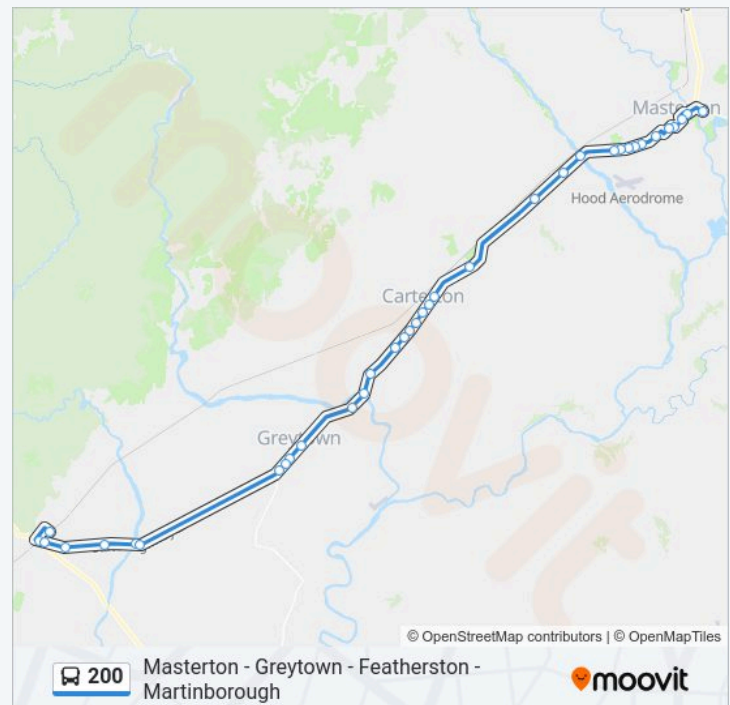 Masterton
Hood Aerodrome
Carterton
Greytown
© OpenStreetMap contributors | © OpenMapTiles
200
Masterton - Greytown - Featherston -
Martinborough
moovit